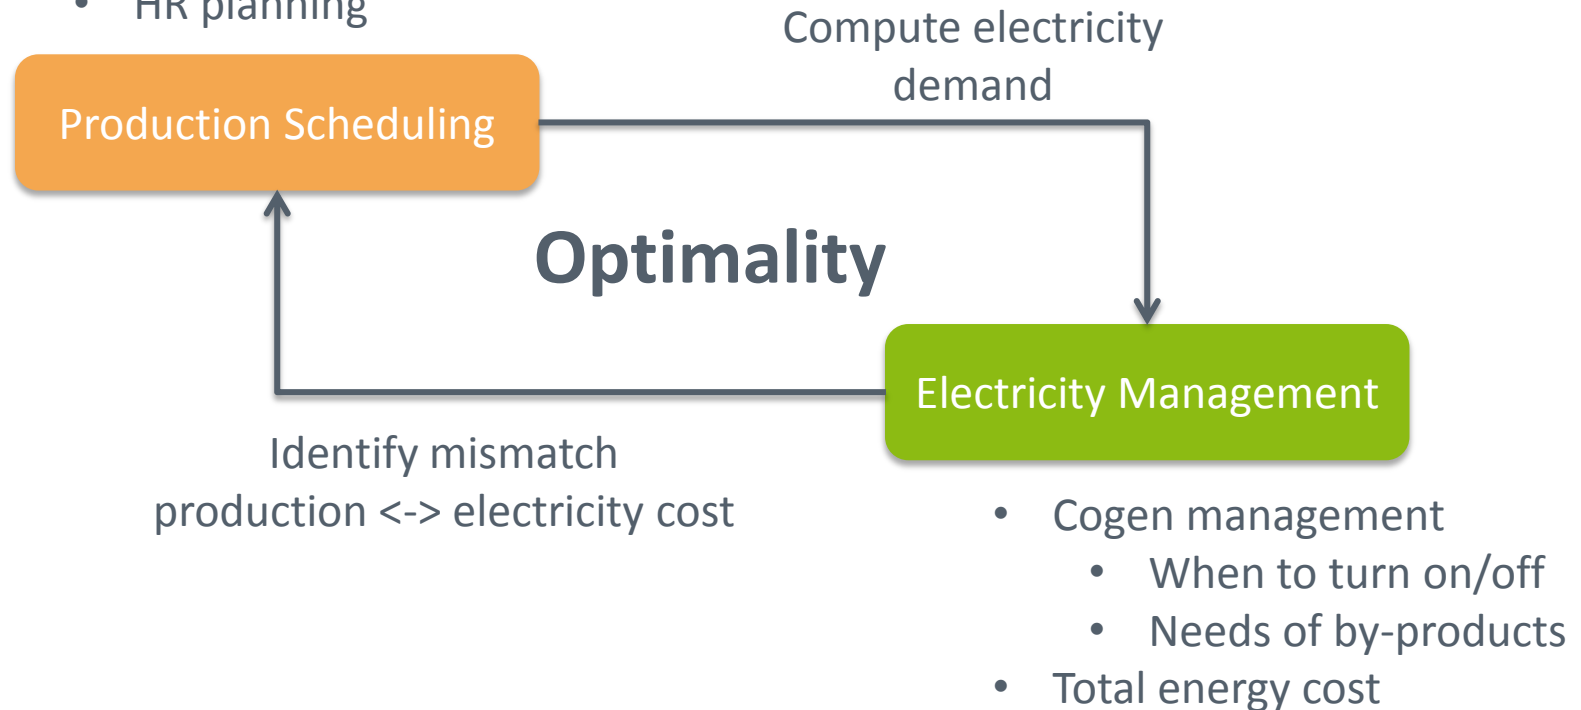 • HR planning
Compute electricity
demand
Production Scheduling
Optimality
Electricity Management
Identify mismatch
production <-> electricity cost
• Cogen management
• When to turn on/off
• Needs of by-products
• Total energy cost